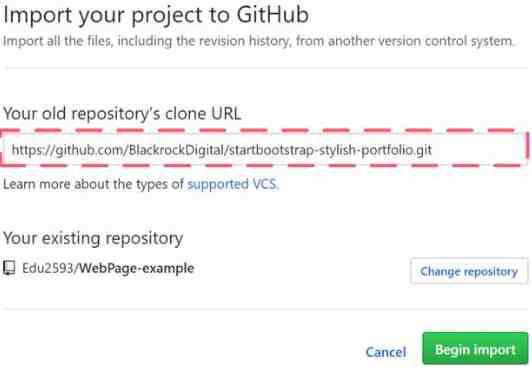 Import your project to GitHub
Import all the files, including the revision history, from another version control system.
Your old repository's clone URL
https://github.com/BlackrockDigital/startbootstrap-stylish-portfolio.git
Learn more about the types of supported VCS.
Your existing repository
Edu2593/WebPage-example
Change repository
Cancel
Begin import